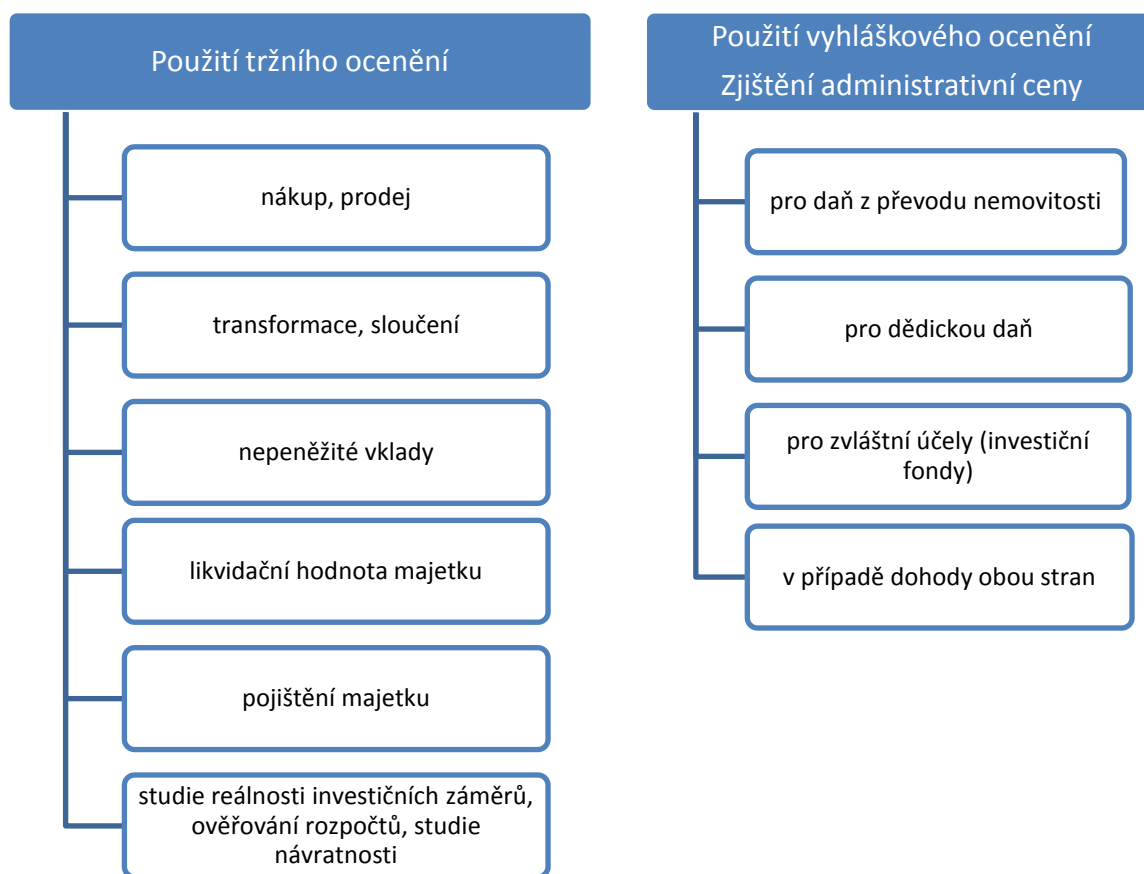 Použití tržního ocenění
nákup, prodej
transformace, sloučení
nepeněžité vklady
likvidační hodnota majetku
pojištění majetku
studie reálnosti investičních záměrů,
ověřování rozpočtů, studie
návratnosti
Použití vyhláškového ocenění
Zjištění administrativní ceny
pro daň z převodu nemovitosti
pro dědickou daň
pro zvláštní účely (investiční
fondy)
v případě dohody obou stran